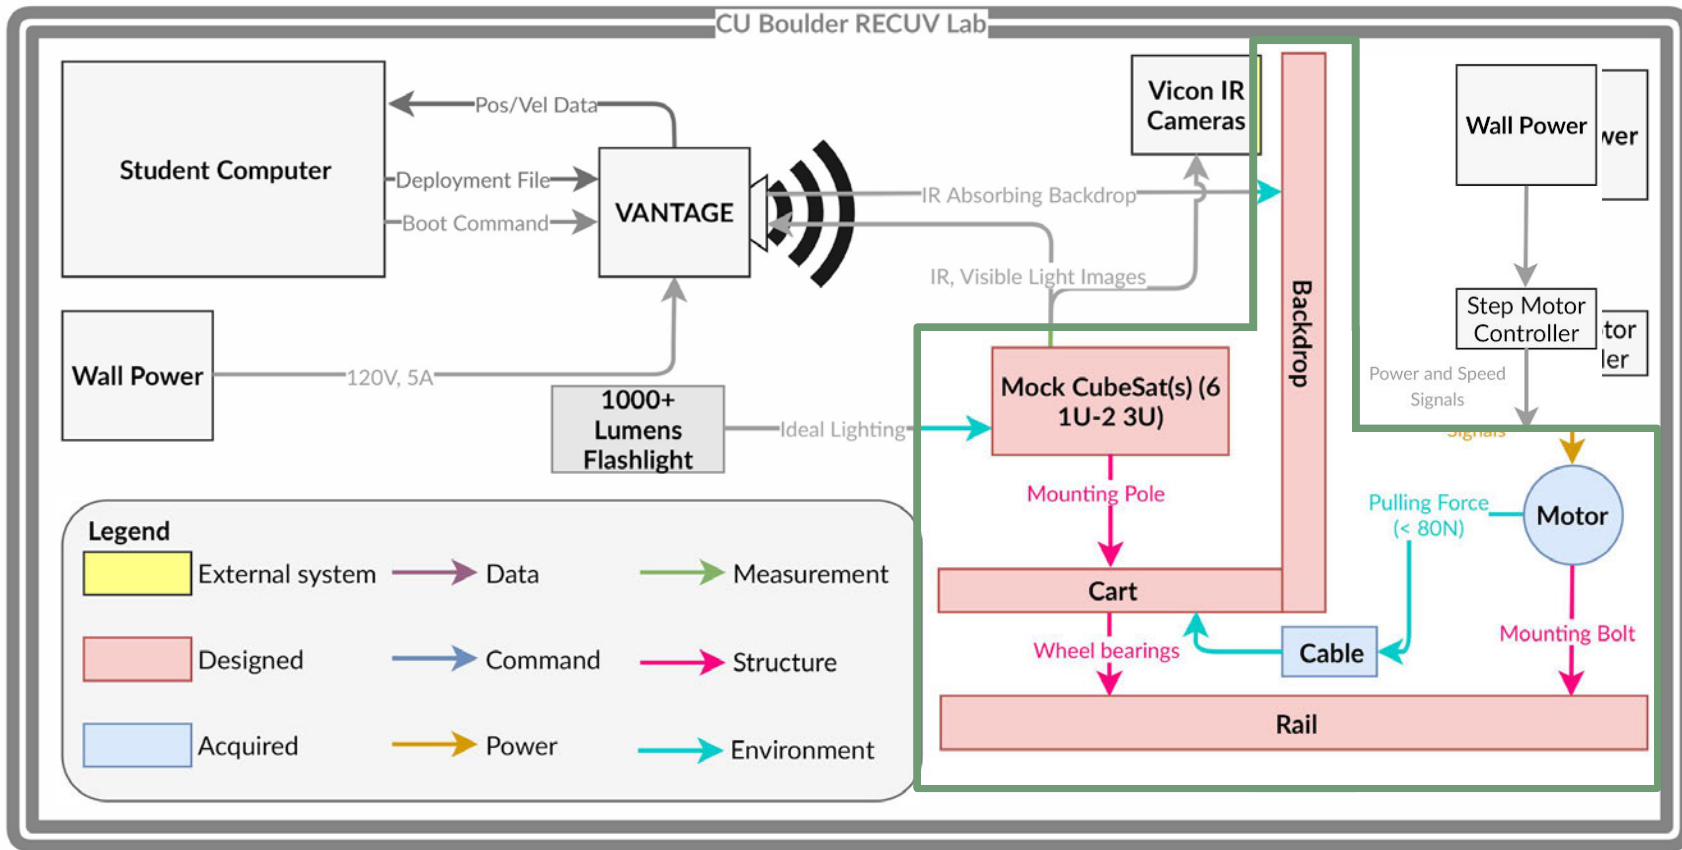 CU Boulder RECUV Lab
Student Computer
Pos/Vel Data
Deployment File
Boot Command
VANTAGE
Vicon IR
Cameras
IR Absorbing Backdrop
IR, Visible Light Images
Backdrop
Wall Power
wer
Step Motor
Controller
tor
ler
Power and Speed
Signals
Signals
Wall Power
120V, 5A
1000+
Lumens
Flashlight
Ideal Lighting
Mock CubeSat(s) (6
1U-2 3U)
Mounting Pole
Pulling Force
(< 80N)
Motor
Cart
Wheel bearings
Cable
Mounting Bolt
Rail
Legend
External system
Data
Measurement
Designed
Command
Structure
Acquired
Power
Environment